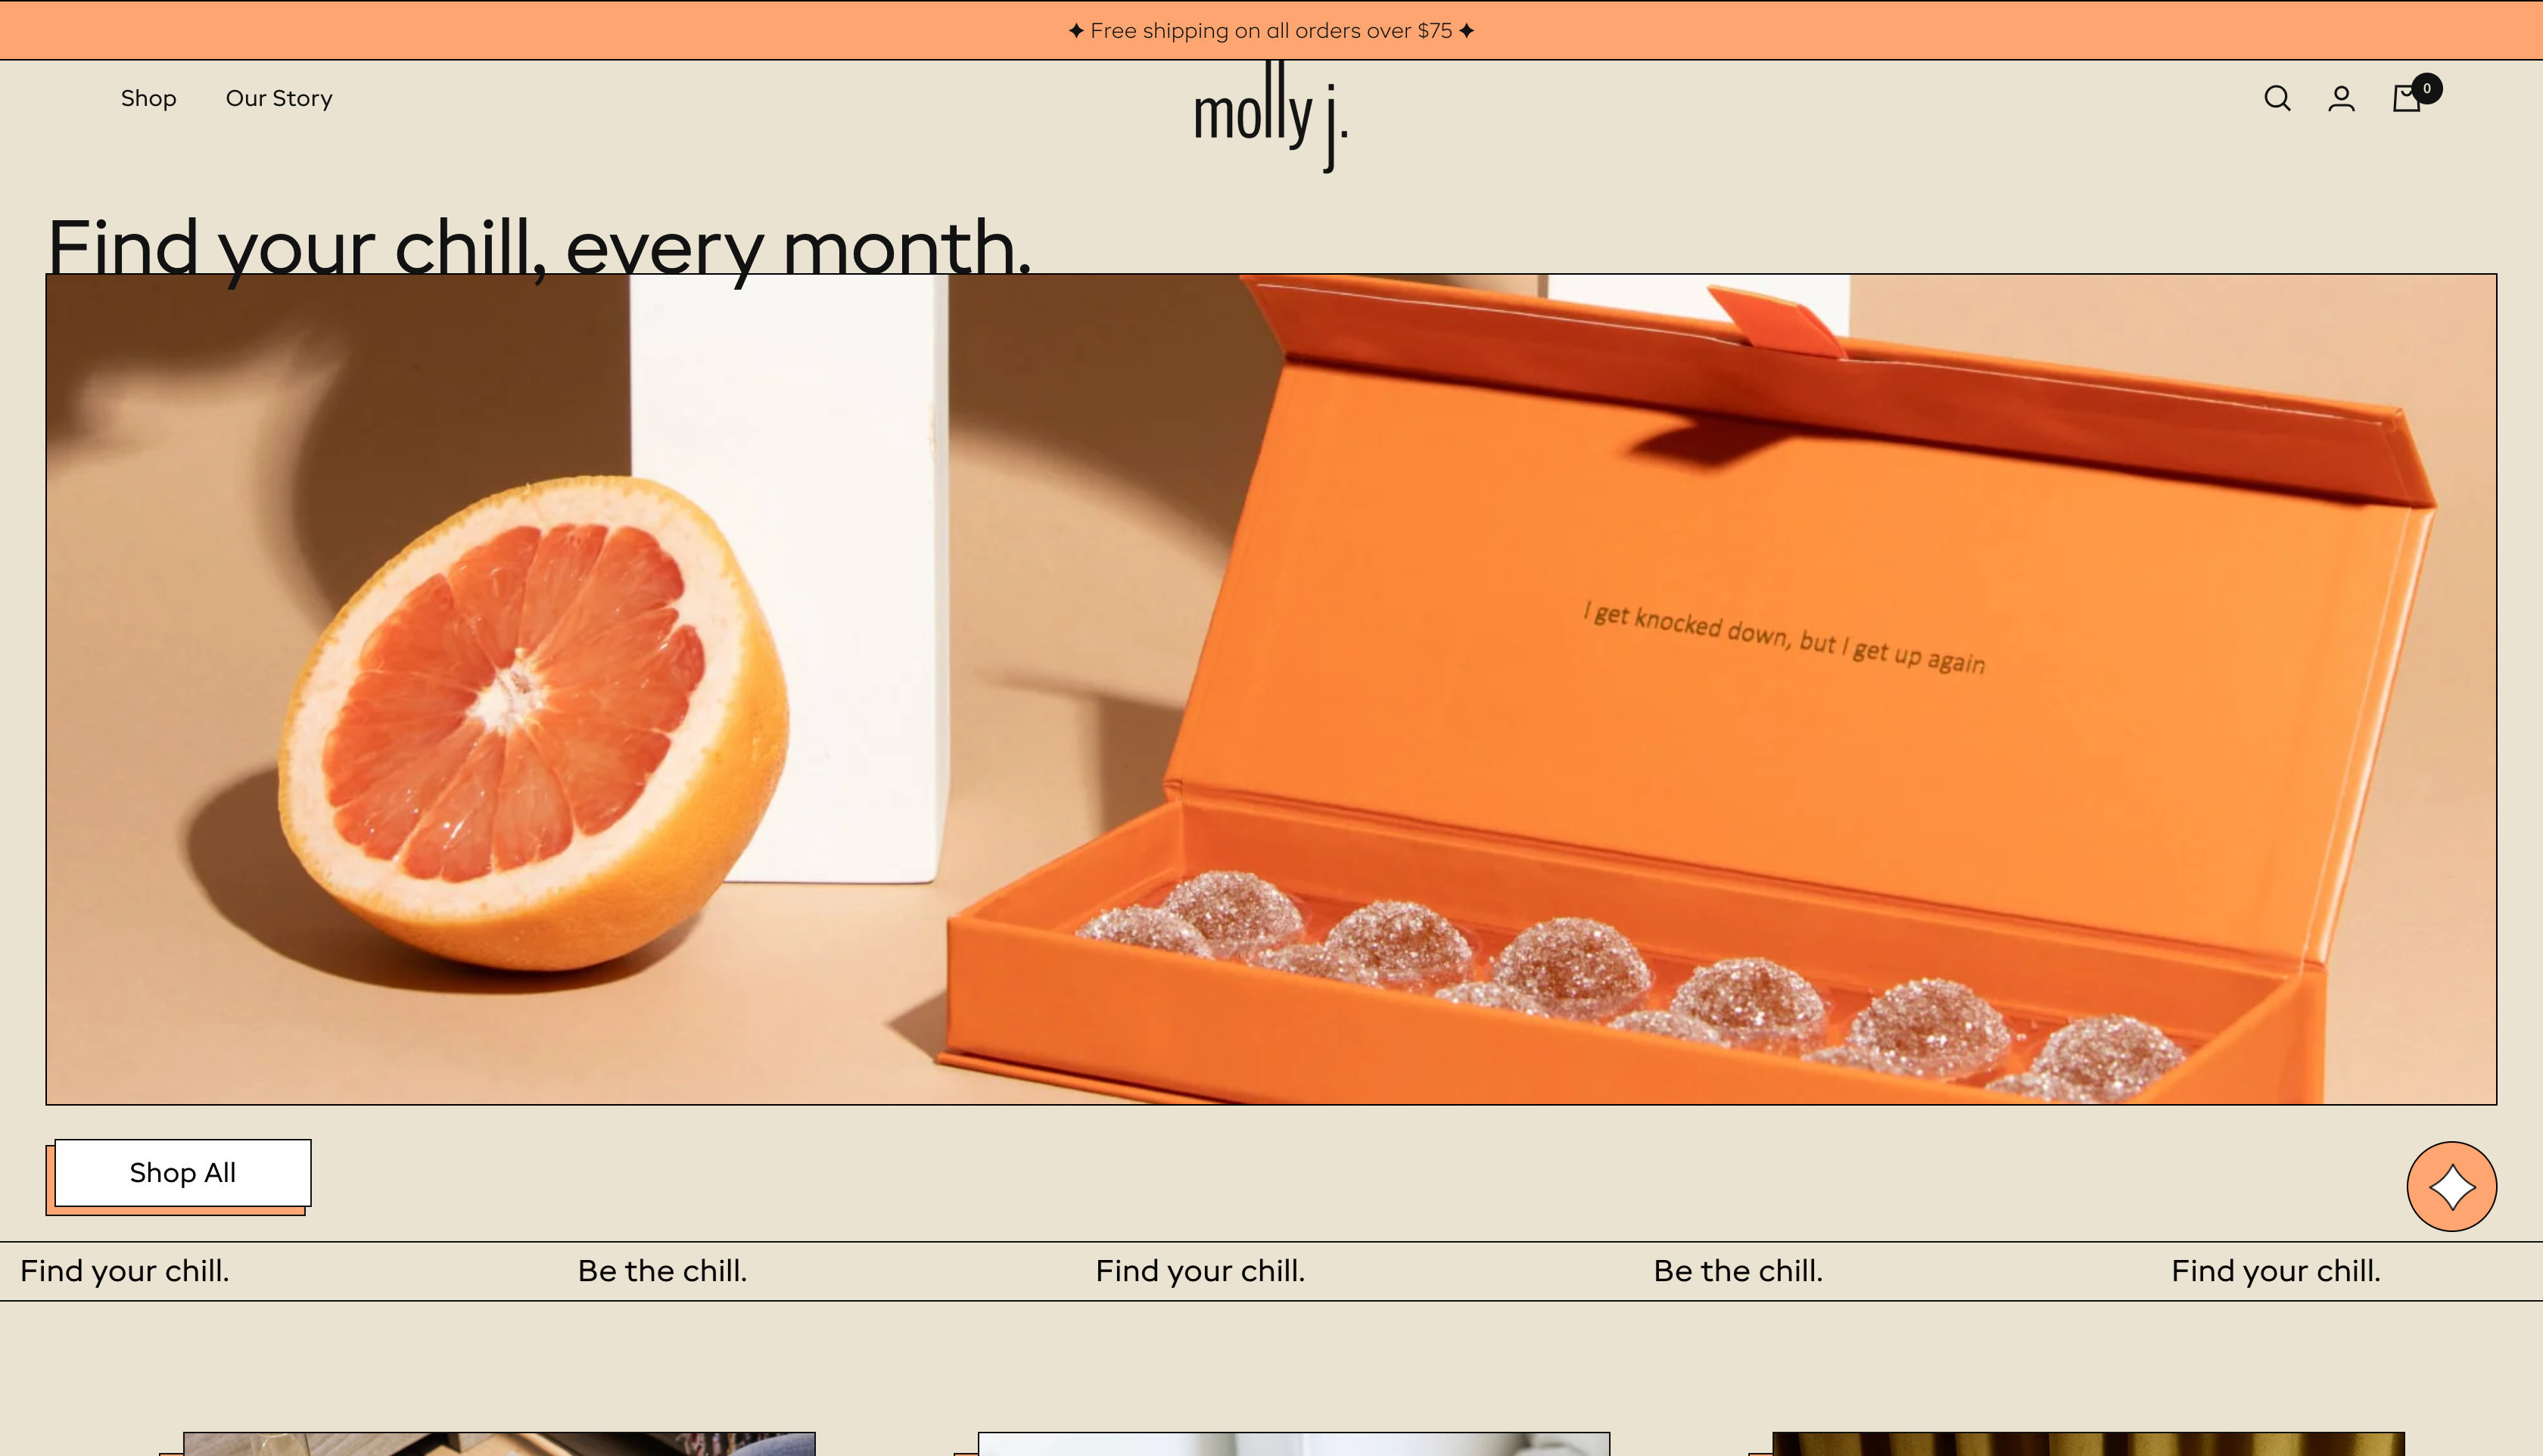 ✦ Free shipping on all orders over $75 ✦
Shop
Our Story
molly j.
0
Find your chill, every month.
I get knocked down, but I get up again
Shop All
Find your chill.
Be the chill.
Find your chill.
Be the chill.
Find your chill.